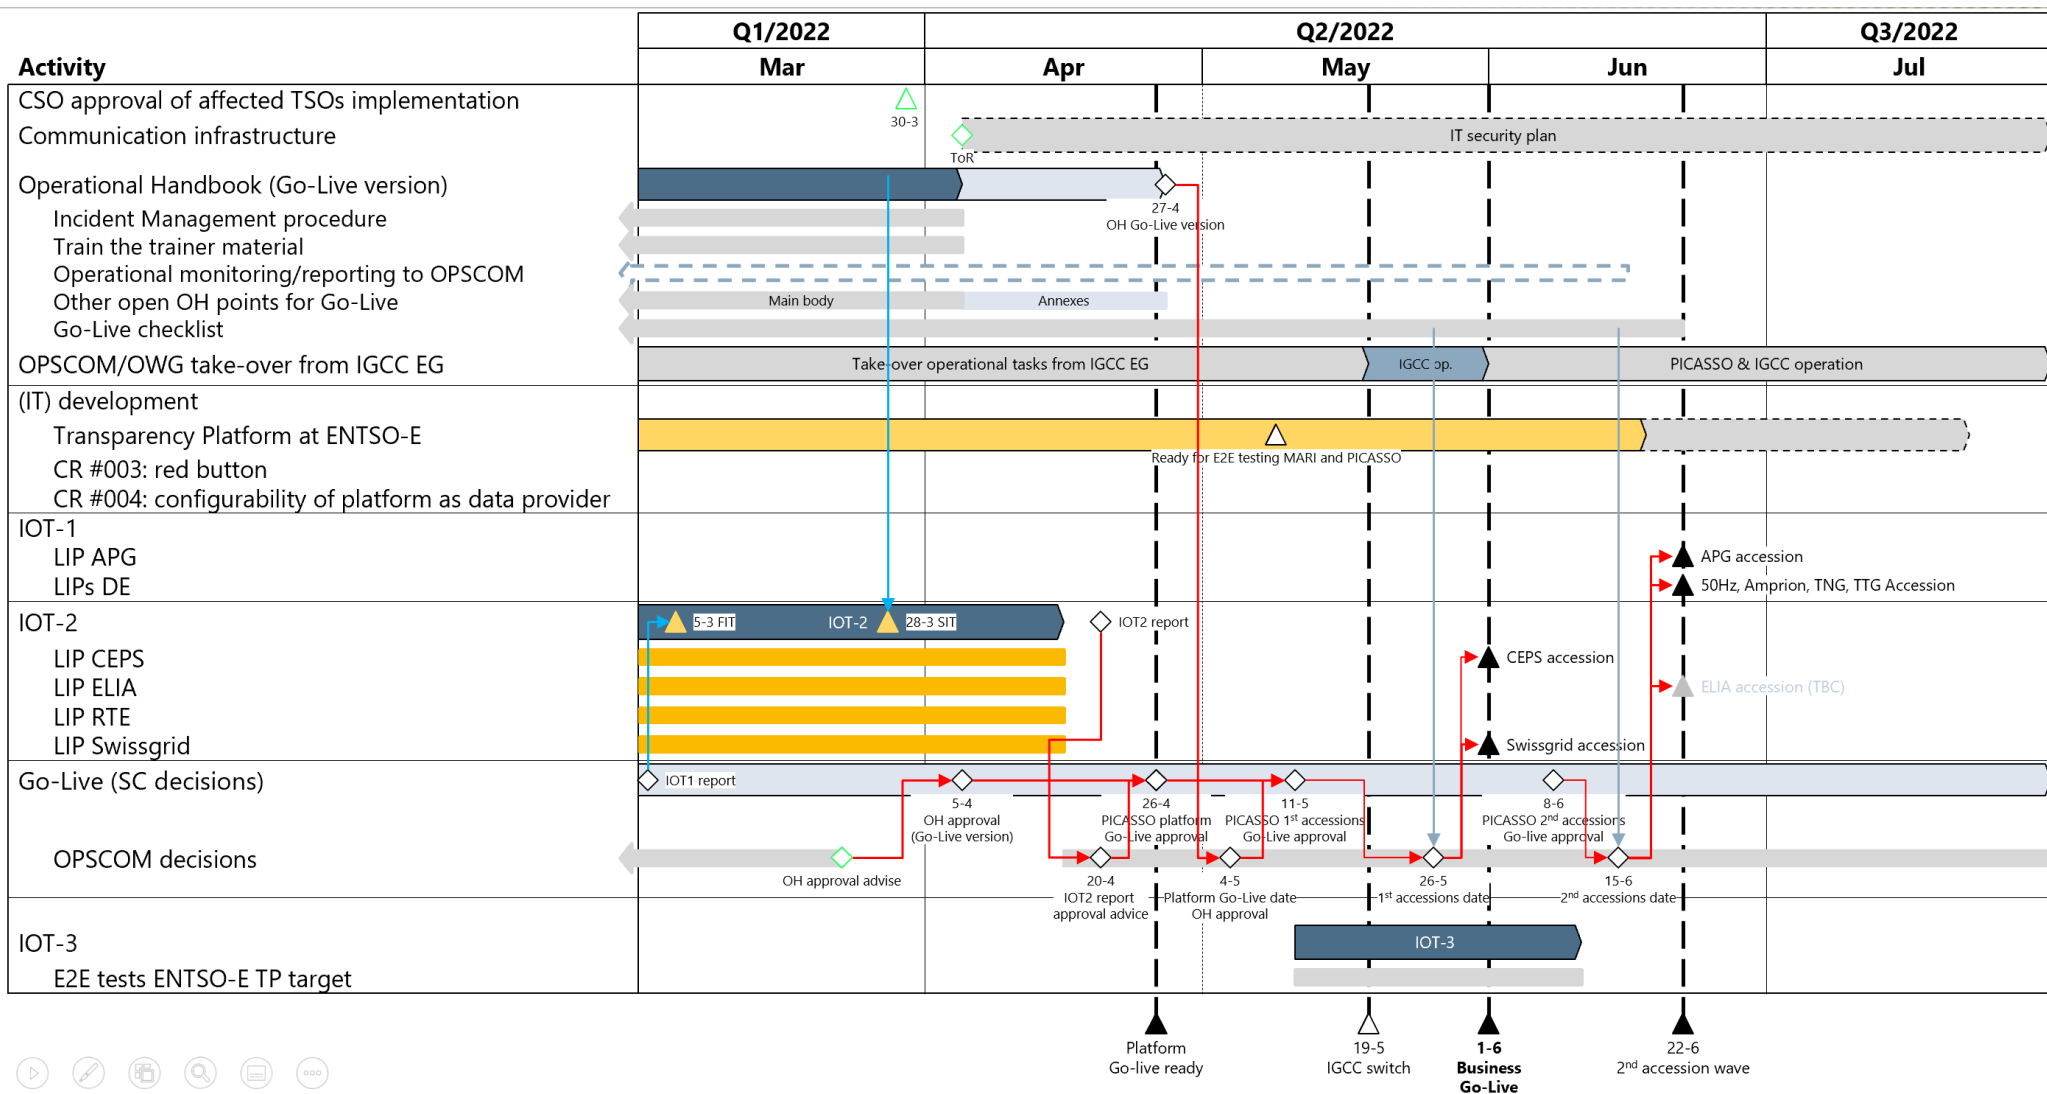 Q1/2022 Q2/2022 Q3/2022
Activity Mar Apr May Jun Jul
CSO approval of affected TSOs implementation
30-3
Communication infrastructure
IT security plan
ToR
Operational Handbook (Go-Live version)
27-4
OH Go-Live version
Incident Management procedure
Train the trainer material
Operational monitoring/reporting to OPSCOM
Other open OH points for Go-Live Main body Annexes
Go-Live checklist
OPSCOM/OWG take-over from IGCC EG Take-over operational tasks from IGCC EG IGCC op. PICASSO & IGCC operation
(IT) development
Transparency Platform at ENTSO-E
Ready for E2E testing MARI and PICASSO
CR #003: red button
CR #004: configurability of platform as data provider
IOT-1
LIP APG APG accession
LIPs DE 50Hz, Amprion, TNG, TTG Accession
IOT-2 5-3 FIT IOT-2 28-3 SIT IOT2 report
LIP CEPS CEPS accession
LIP ELIA ELIA accession (TBC)
LIP RTE
LIP Swissgrid Swissgrid accession
Go-Live (SC decisions) IOT1 report
5-4
OH approval
(Go-Live version)
26-4
PICASSO platform
Go-Live approval
11-5
PICASSO 1st accessions
Go-Live approval
8-6
PICASSO 2nd accessions
Go-live approval
OPSCOM decisions
OH approval advise
20-4
IOT2 report
approval advice
4-5
Platform Go-Live date
OH approval
26-5
1st accessions date
15-6
2nd accessions date
IOT-3 IOT-3
E2E tests ENTSO-E TP target
Platform
Go-live ready
19-5
IGCC switch
1-6
Business
Go-Live
22-6
2nd accession wave